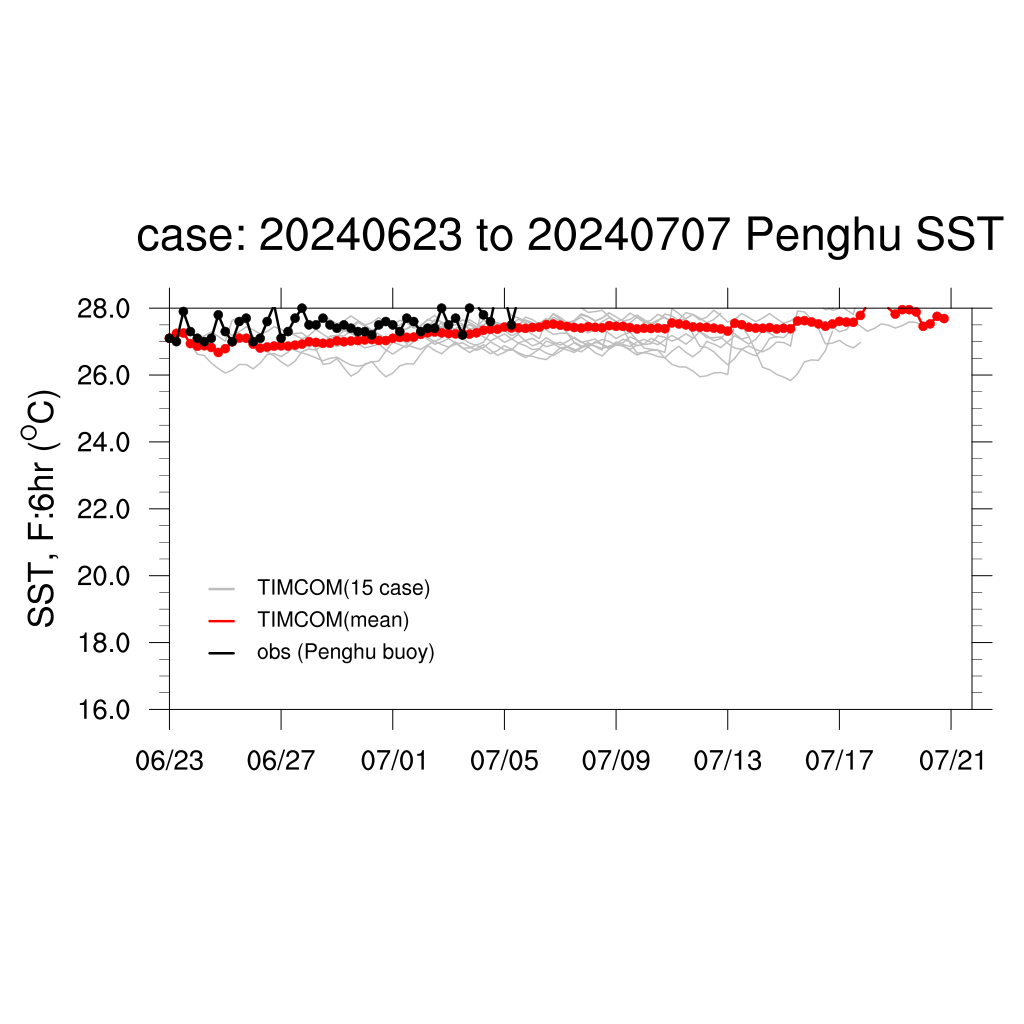 case: 20240623 to 20240707 Penghu SST
SST, F:6hr (°C)
28.0
26.0
24.0
22.0
20.0
18.0
16.0
TIMCOM(15 case)
TIMCOM(mean)
obs (Penghu buoy)
06/23 06/27 07/01 07/05 07/09 07/13 07/17 07/21